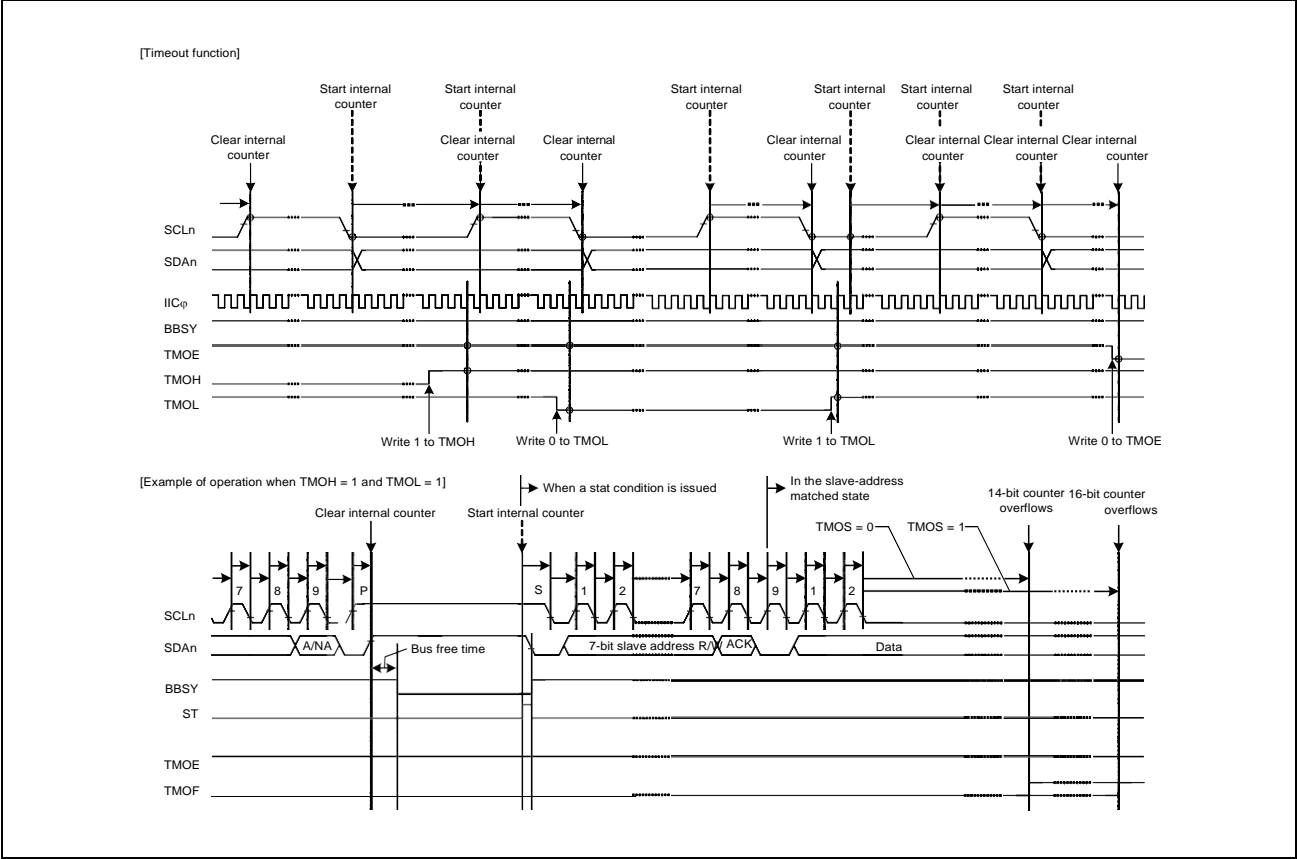 [Timeout function]
Start internal counter
Start internal counter
Start internal counter
Start internal counter
Start internal counter
Start internal counter
Clear internal counter
Clear internal counter
Clear internal counter
Clear internal counter
Clear internal counter
Clear internal counter
Clear internal counter
SCLn
SDAn
IICφ
BBSY
TMOE
TMOH
TMOL
Write 1 to TMOH
Write 0 to TMOL
Write 1 to TMOL
Write 0 to TMOE
[Example of operation when TMOH = 1 and TMOL = 1]
When a stat condition is issued
In the slave-address matched state
Clear internal counter
Start internal counter
14-bit counter overflows
16-bit counter overflows
TMOS = 0
TMOS = 1
7 8 9 P S 1 2 7 8 9 1 2
SCLn
SDAn
A/NA
Bus free time
7-bit slave address R/W
ACK
Data
BBSY
ST
TMOE
TMOF